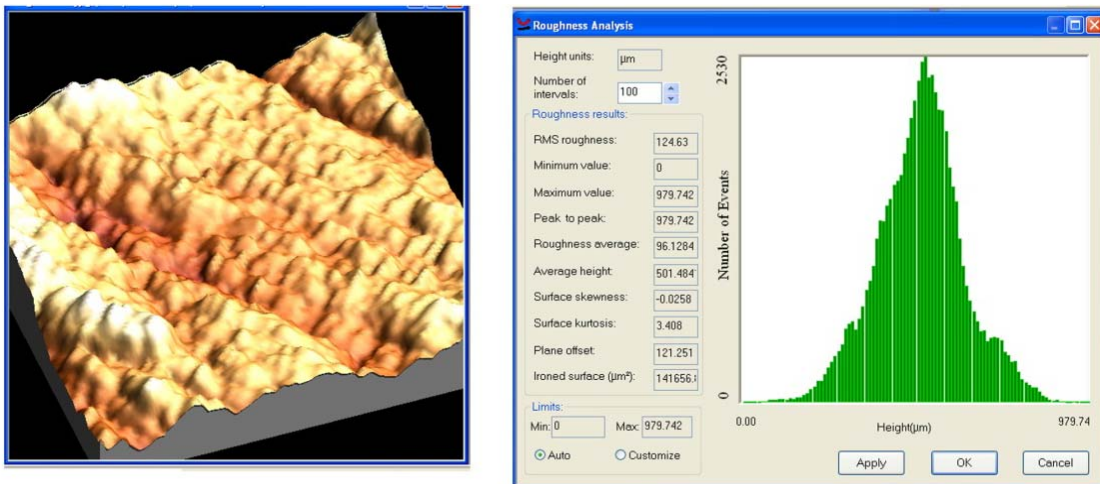 Roughness Analysis
Height units: µm
Number of
intervals: 100
Roughness results:
RMS roughness: 124.63
Minimum value: 0
Maximum value: 979.742
Peak to peak: 979.742
Roughness average: 96.1284
Average height: 501.484
Surface skewness: -0.0258
Surface kurtosis: 3.408
Plane offset: 121.251
Ironed surface (µm²): 141656.
Limits:
Min: 0 Max: 979.742
Auto Customize
2530
Number of Events
0
0.00 Height(µm) 979.74
Apply OK Cancel